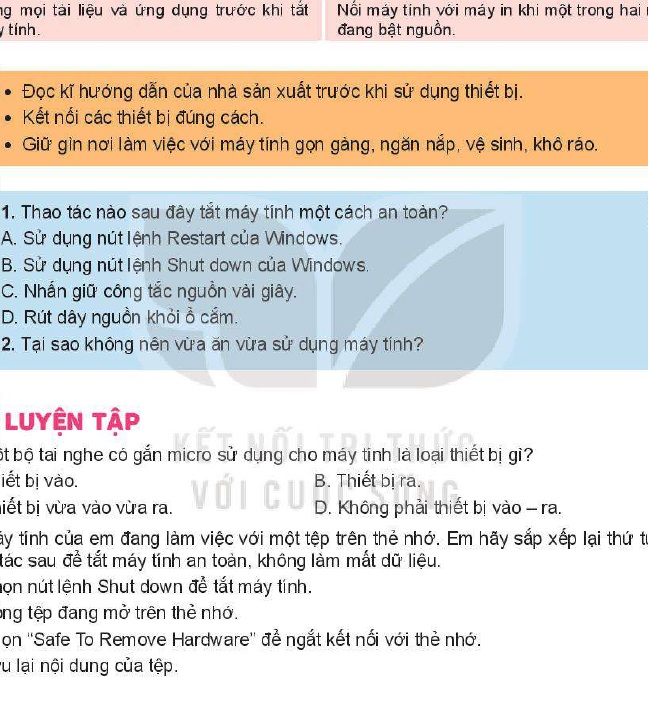 mọi tài liệu và ứng dụng trước khi tắt
tính.
Nối máy tính với máy in khi một trong hai
đang bật nguồn.
• Đọc kĩ hướng dẫn của nhà sản xuất trước khi sử dụng thiết bị.
• Kết nối các thiết bị đúng cách.
• Giữ gìn nơi làm việc với máy tính gọn gàng, ngăn nắp, vệ sinh, khô ráo.
1. Thao tác nào sau đây tắt máy tính một cách an toàn?
A. Sử dụng nút lệnh Restart của Windows.
B. Sử dụng nút lệnh Shut down của Windows.
C. Nhấn giữ công tắc nguồn vài giây.
D. Rút dây nguồn khỏi ổ cắm.
2. Tại sao không nên vừa ăn vừa sử dụng máy tính?
LUYỆN TẬP
KẾT NỐI TRI THỨC
VỚI CUỘC SỐNG
bộ tai nghe có gắn micro sử dụng cho máy tính là loại thiết bị gì?
bị vào.
B. Thiết bị ra.
bị vừa vào vừa ra.
D. Không phải thiết bị vào – ra.
tính của em đang làm việc với một tệp trên thẻ nhớ. Em hãy sắp xếp lại thứ
tác sau để tắt máy tính an toàn, không làm mất dữ liệu.
nút lệnh Shut down để tắt máy tính.
tệp đang mở trên thẻ nhớ.
"Safe To Remove Hardware" để ngắt kết nối với thẻ nhớ.
lại nội dung của tệp.